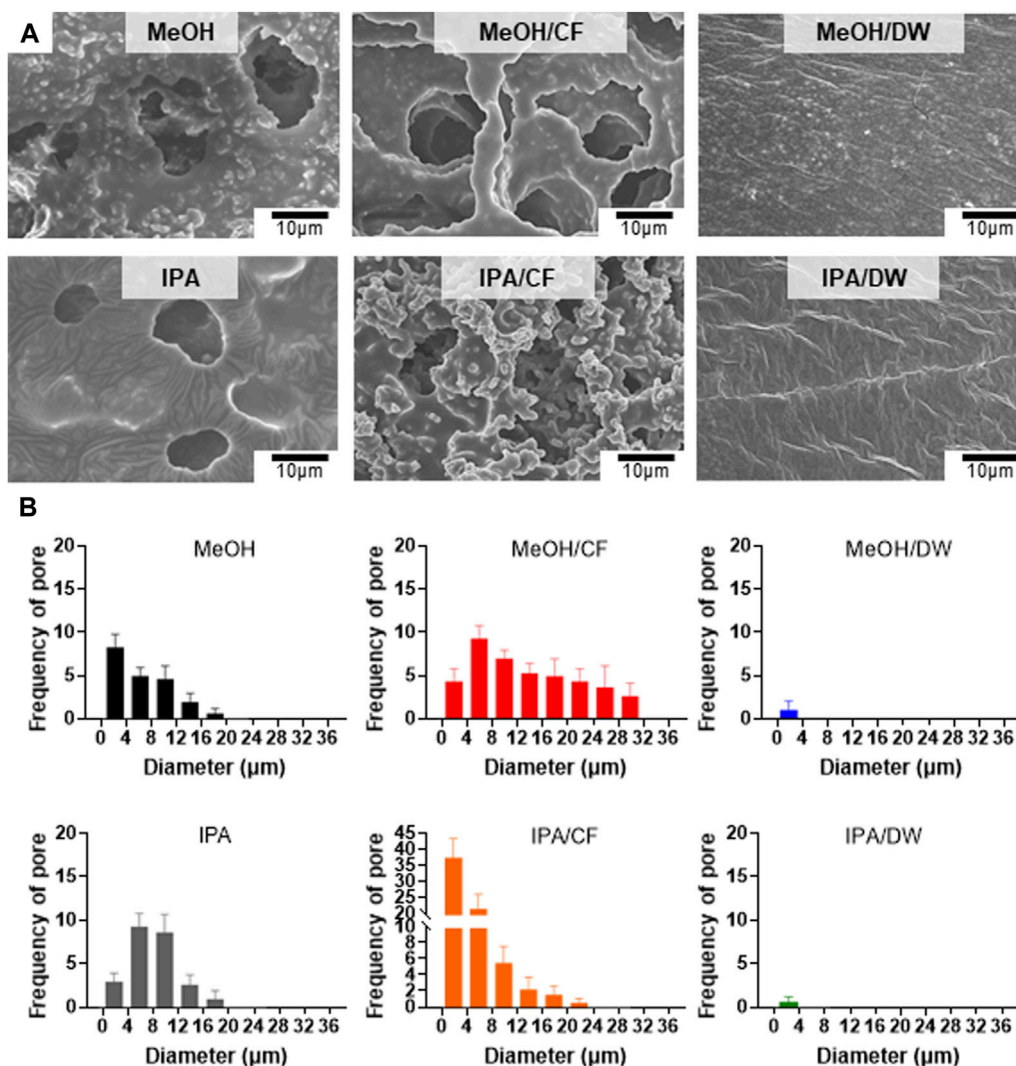 A
MeOH
MeOH/CF
MeOH/DW
10μm
10μm
10μm
IPA
IPA/CF
IPA/DW
10μm
10μm
10μm
B
MeOH
MeOH/CF
MeOH/DW
Frequency of pore
20
15
10
5
0
0 4 8 12 16 20 24 28 32 36
Diameter (μm)
Frequency of pore
20
15
10
5
0
0 4 8 12 16 20 24 28 32 36
Diameter (μm)
Frequency of pore
20
15
10
5
0
0 4 8 12 16 20 24 28 32 36
Diameter (μm)
IPA
IPA/CF
IPA/DW
Frequency of pore
20
15
10
5
0
0 4 8 12 16 20 24 28 32 36
Diameter (μm)
Frequency of pore
45
40
35
30
25
20
10
8
6
4
2
0
0 4 8 12 16 20 24 28 32 36
Diameter (μm)
Frequency of pore
20
15
10
5
0
0 4 8 12 16 20 24 28 32 36
Diameter (μm)